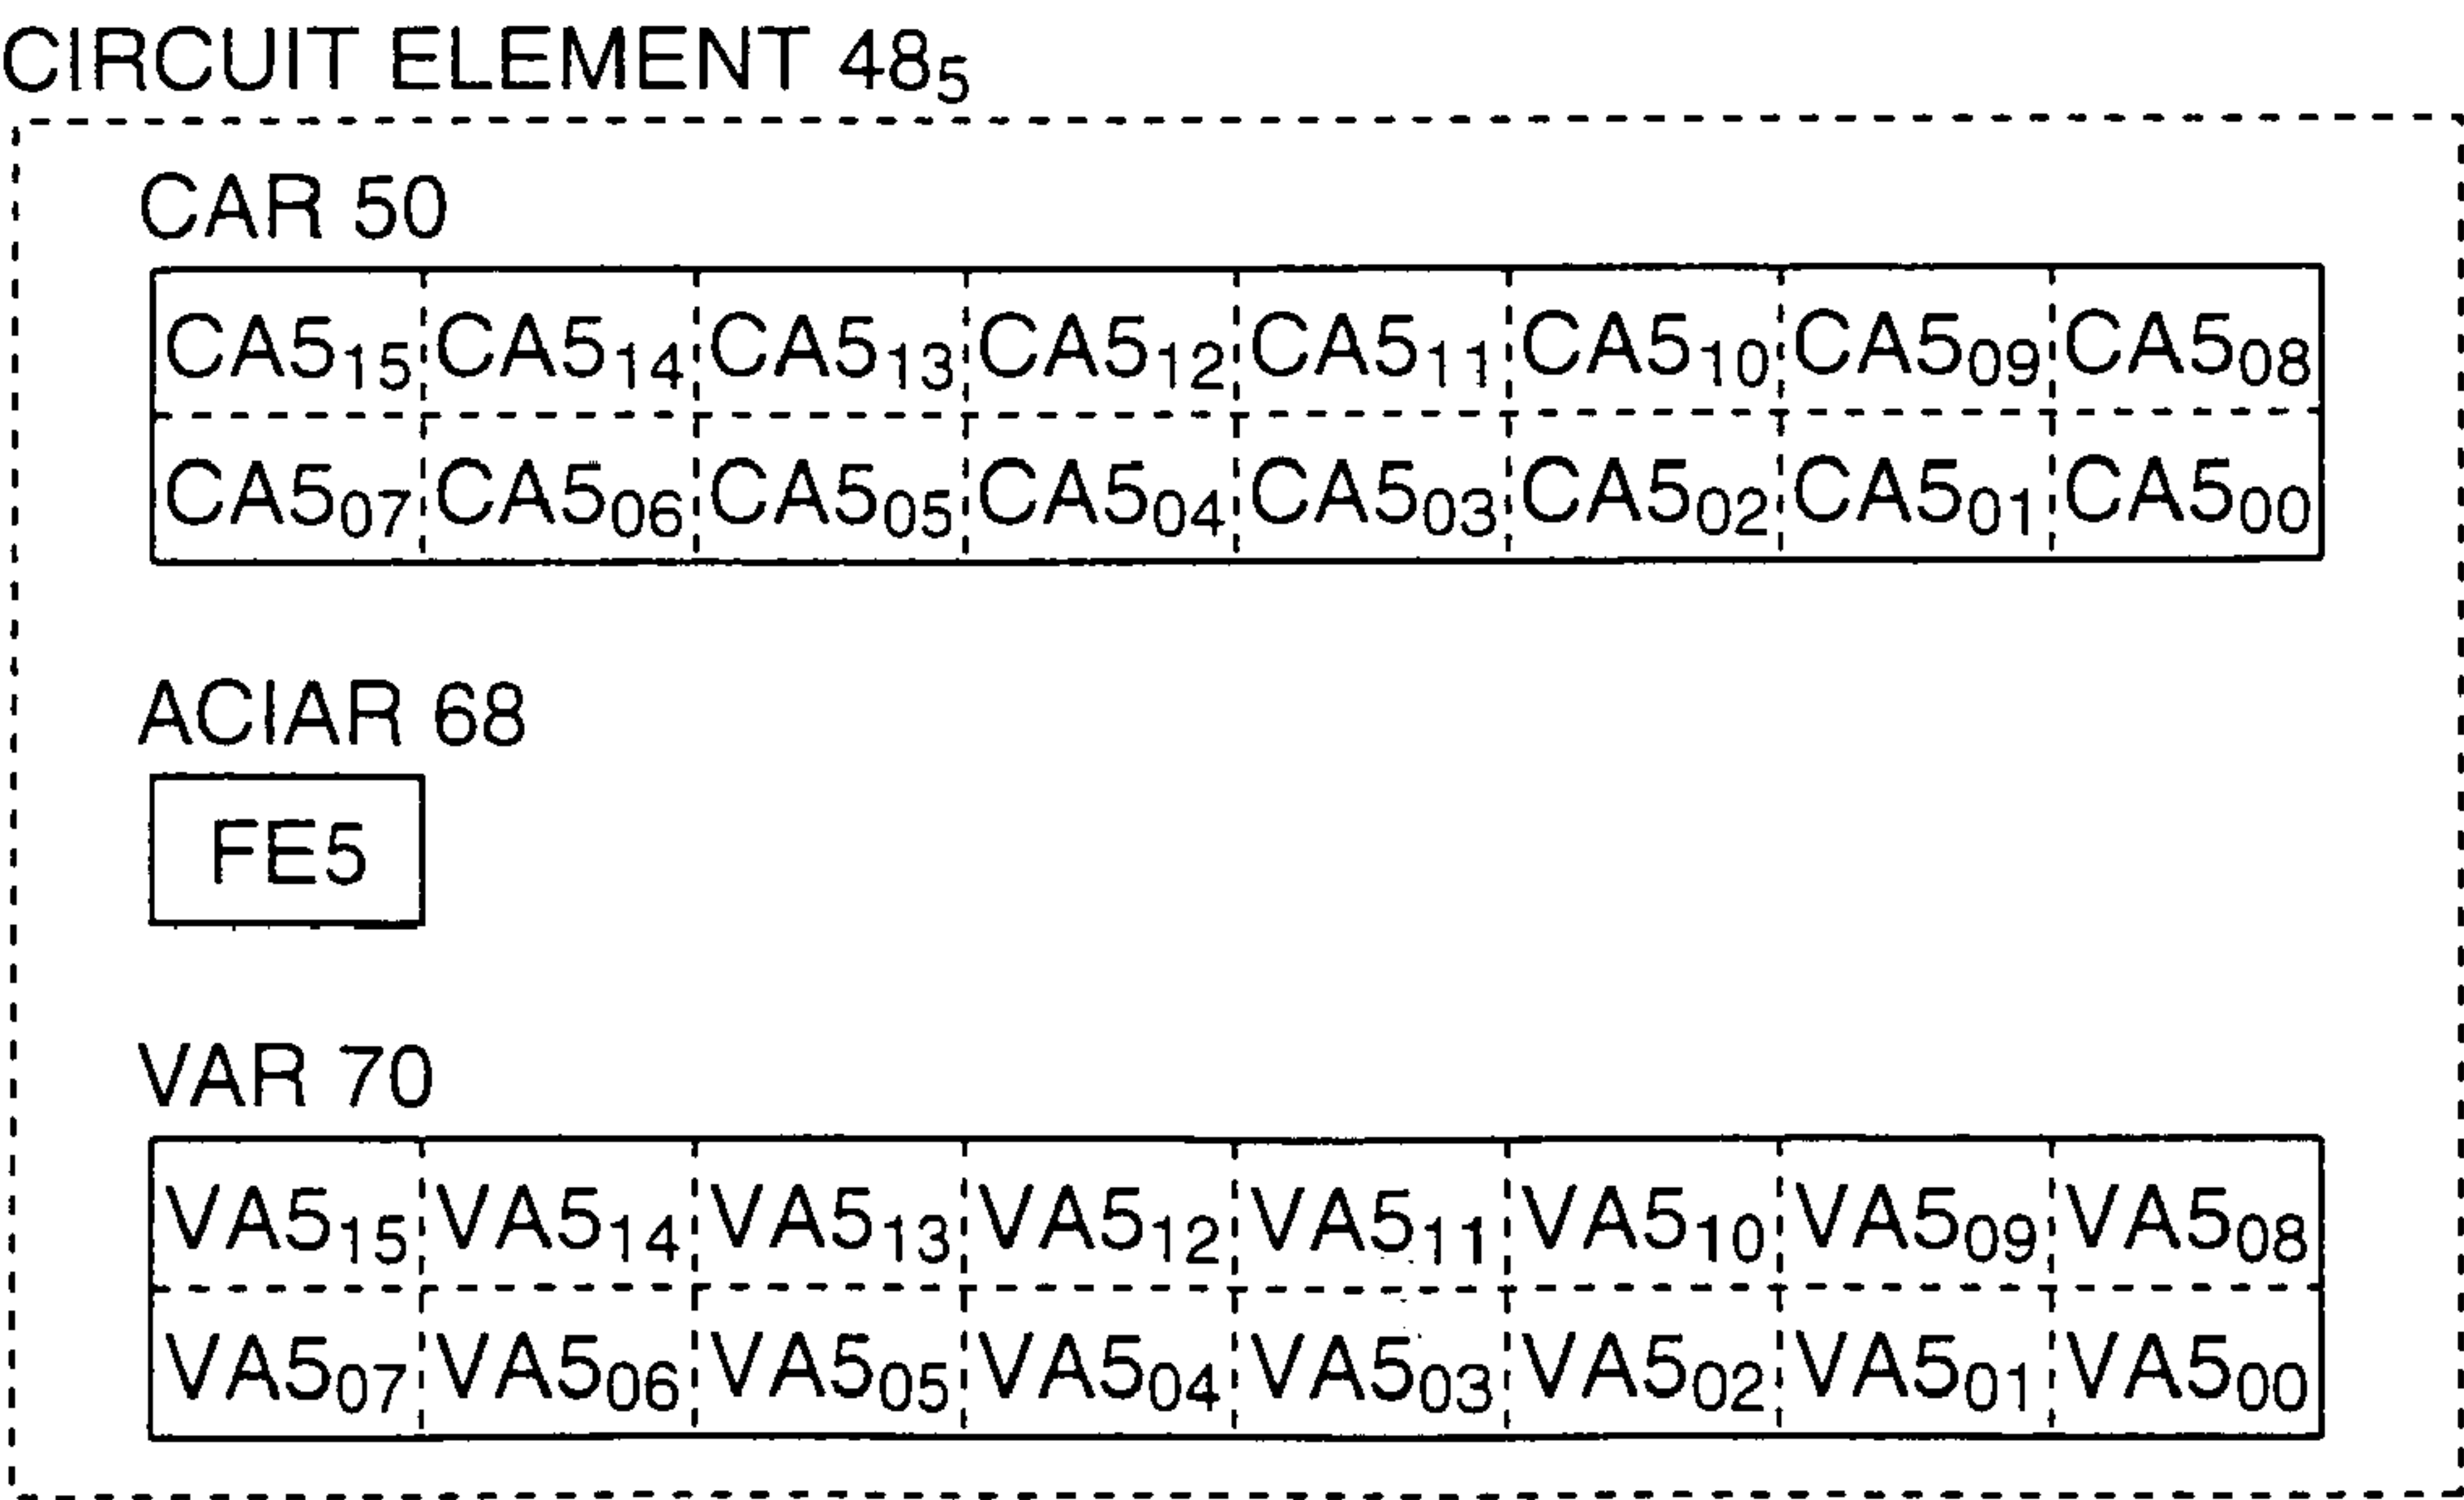 CIRCUIT ELEMENT 48₅
CAR 50
CA5₁₅ CA5₁₄ CA5₁₃ CA5₁₂ CA5₁₁ CA5₁₀ CA5₀₉ CA5₀₈
CA5₀₇ CA5₀₆ CA5₀₅ CA5₀₄ CA5₀₃ CA5₀₂ CA5₀₁ CA5₀₀
ACIAR 68
FE5
VAR 70
VA5₁₅ VA5₁₄ VA5₁₃ VA5₁₂ VA5₁₁ VA5₁₀ VA5₀₉ VA5₀₈
VA5₀₇ VA5₀₆ VA5₀₅ VA5₀₄ VA5₀₃ VA5₀₂ VA5₀₁ VA5₀₀